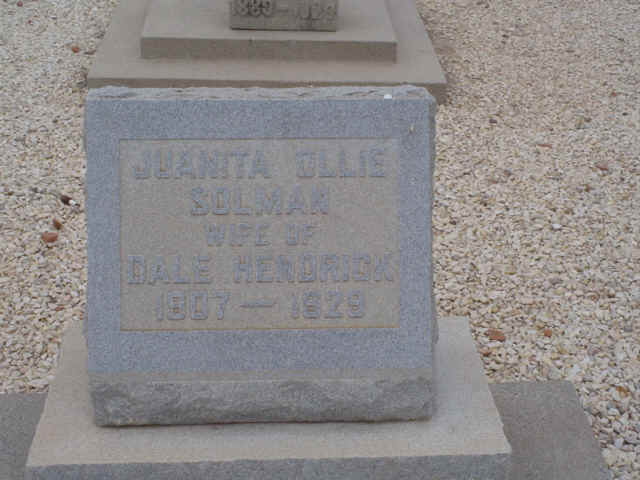 JUANITA OLLIE
SOLMAN
WIFE OF
DALE HENDRICK
1907 — 1929